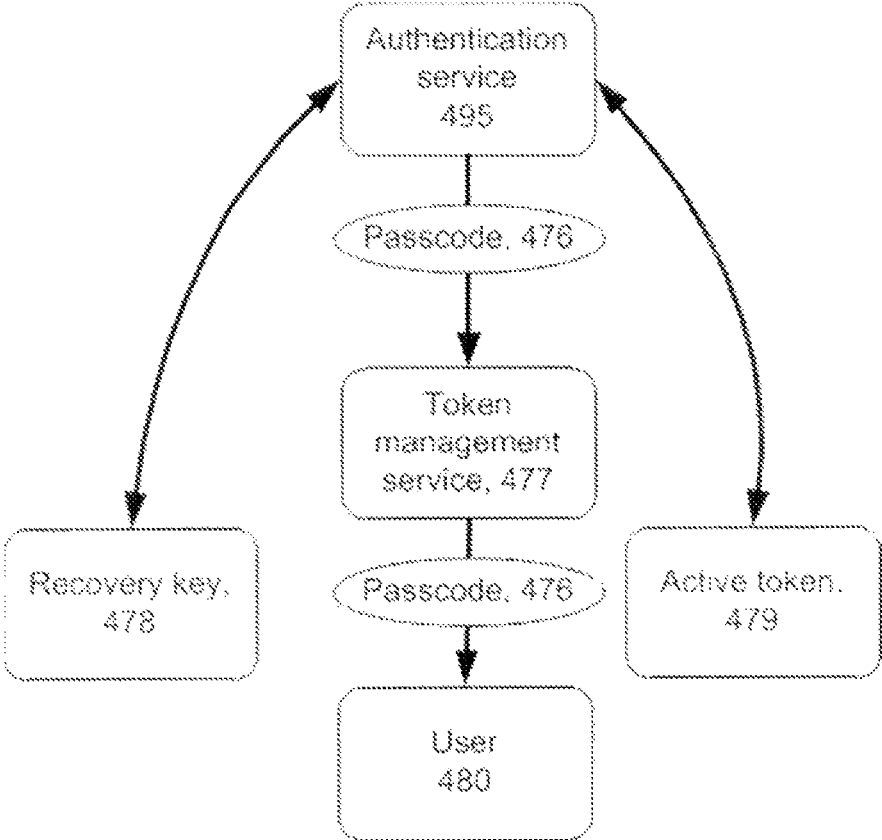 Authentication
service
495
Passcode, 476
Token
management
service, 477
Recovery key,
478
Passcode, 476
Active token,
479
User
480